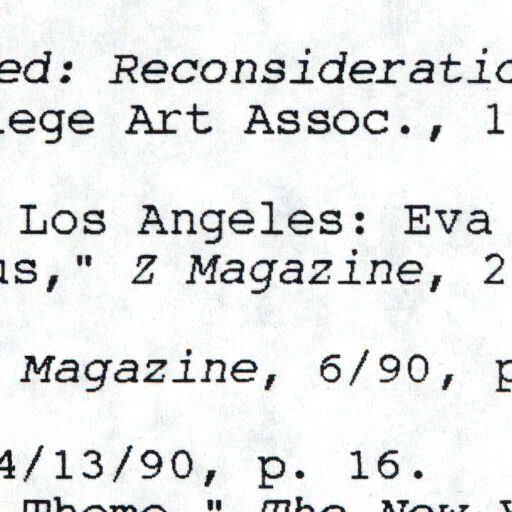 ed: Reconsideratio
lege Art Assoc., 1
Los Angeles: Eva
us," Z Magazine, 2
Magazine, 6/90, p
4/13/90, p. 16.
Theme," The New Y